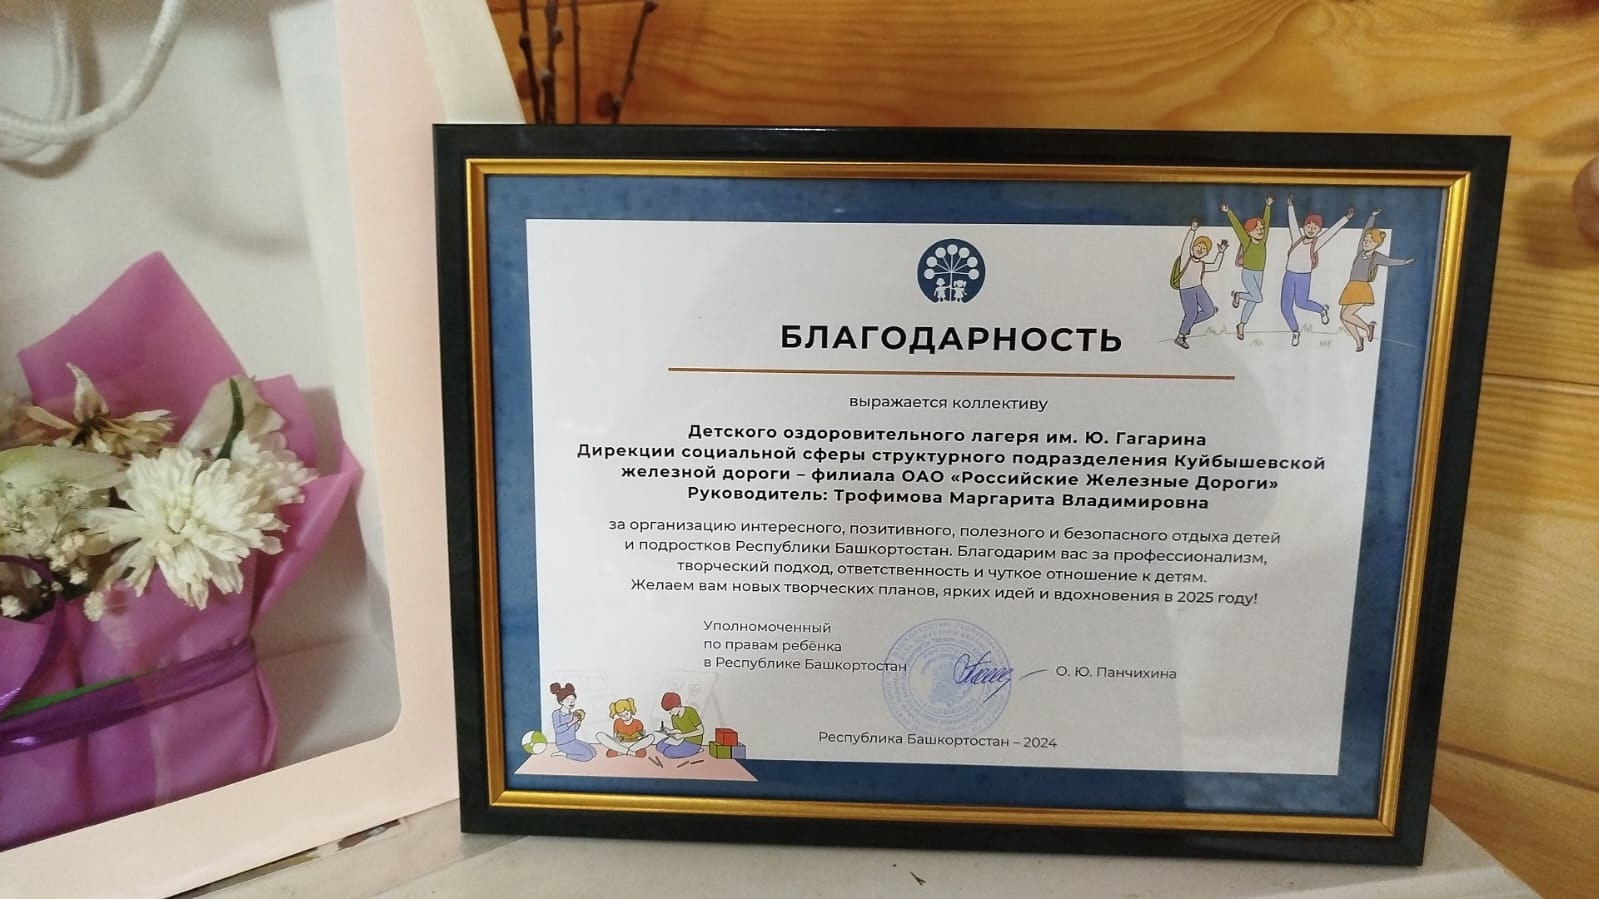 БЛАГОДАРНОСТЬ
выражается коллективу
Детского оздоровительного лагеря им. Ю. Гагарина
Дирекции социальной сферы структурного подразделения Куйбышевской
железной дороги – филиала ОАО «Российские Железные Дороги»
Руководитель: Трофимова Маргарита Владимировна
за организацию интересного, позитивного, полезного и безопасного отдыха детей
и подростков Республики Башкортостан. Благодарим вас за профессионализм,
творческий подход, ответственность и чуткое отношение к детям.
Желаем вам новых творческих планов, ярких идей и вдохновения в 2025 году!
Уполномоченный
по правам ребёнка
в Республике Башкортостан
О. Ю. Панчихина
Республика Башкортостан – 2024